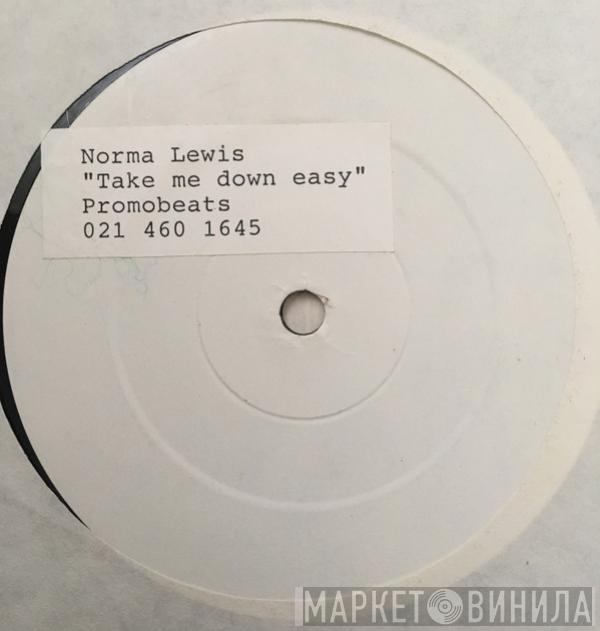 Norma Lewis
"Take me down easy"
Promobeats
021 460 1645
МАРКЕТ ВИНИЛА